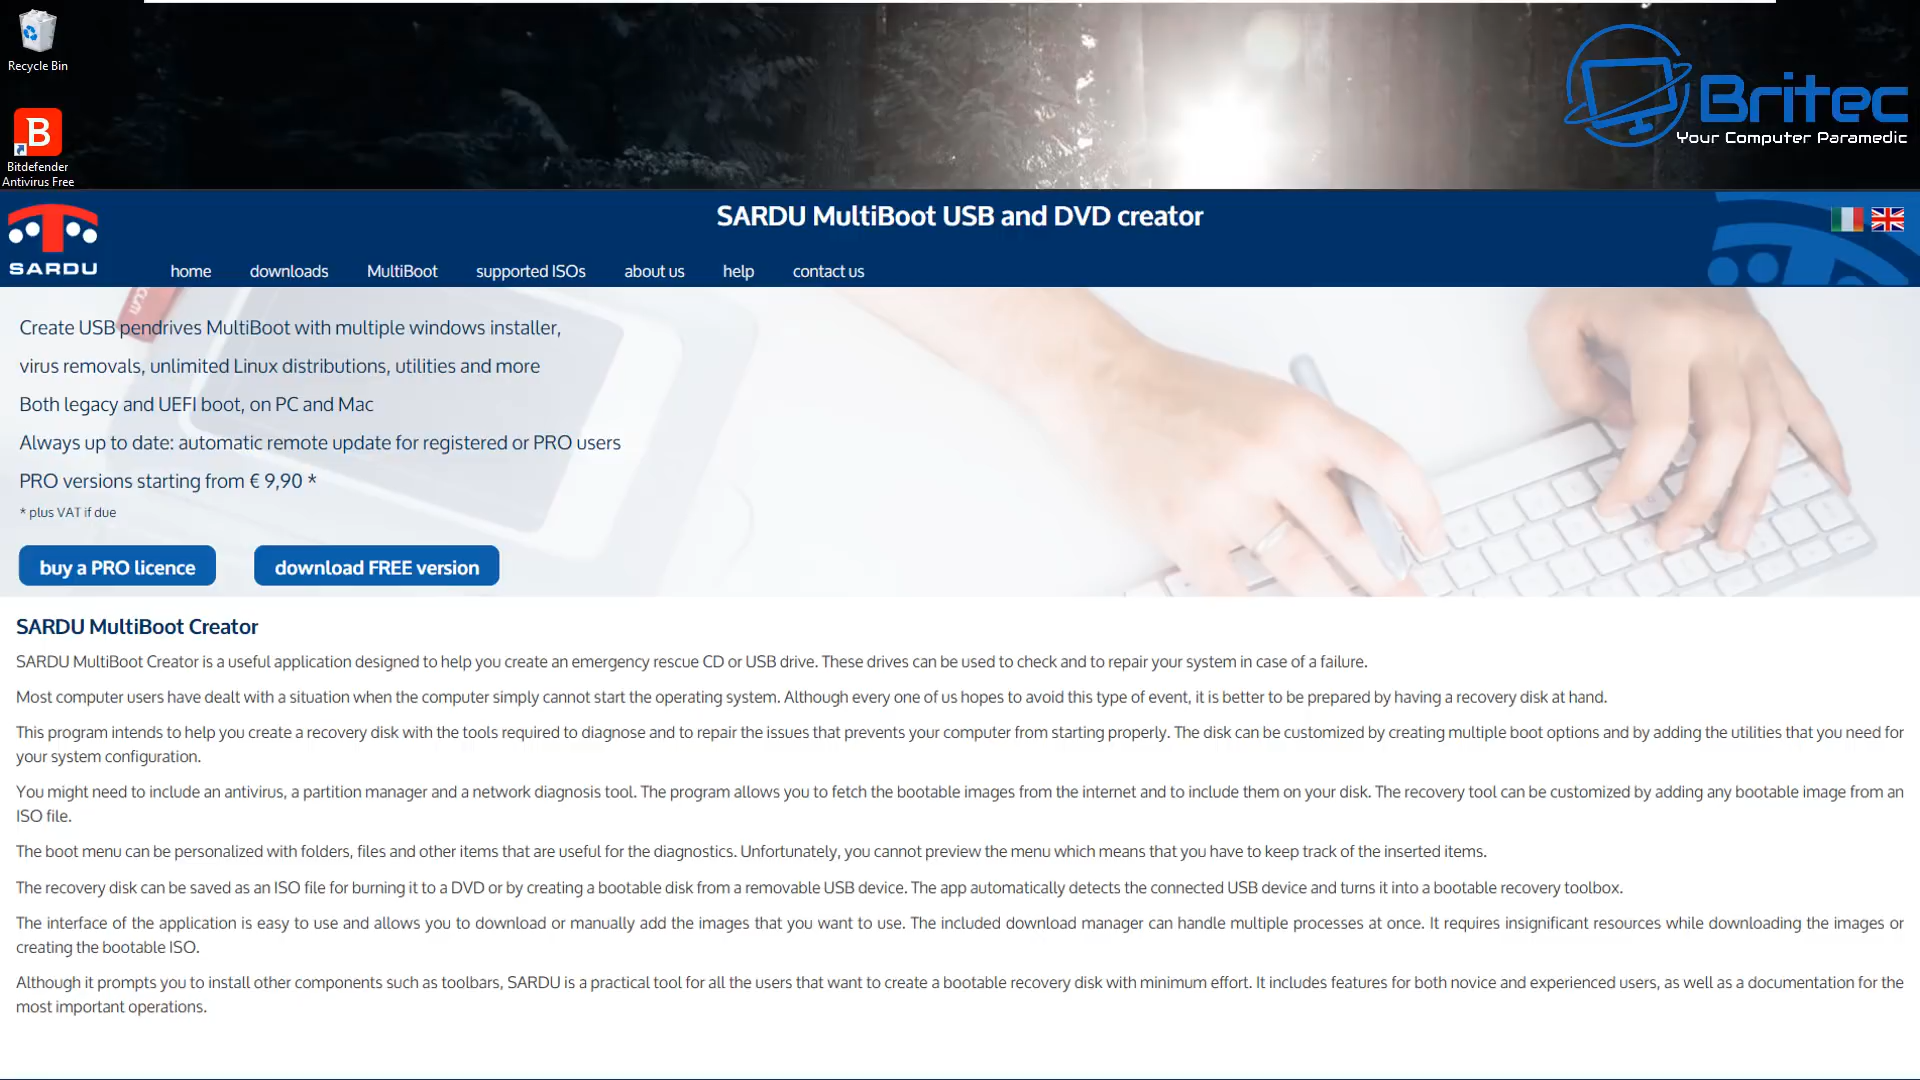 Recycle Bin
B
Bitdefender
Antivirus Free
Britec
Your Computer Paramedic
SARDU
SARDU MultiBoot USB and DVD creator
home downloads MultiBoot supported ISOs about us help contact us
Create USB pendrives MultiBoot with multiple windows installer,
virus removals, unlimited Linux distributions, utilities and more
Both legacy and UEFI boot, on PC and Mac
Always up to date: automatic remote update for registered or PRO users
PRO versions starting from € 9,90 *
* plus VAT if due
buy a PRO licence download FREE version
SARDU MultiBoot Creator
SARDU MultiBoot Creator is a useful application designed to help you create an emergency rescue CD or USB drive. These drives can be used to check and to repair your system in case of a failure.
Most computer users have dealt with a situation when the computer simply cannot start the operating system. Although every one of us hopes to avoid this type of event, it is better to be prepared by having a recovery disk at hand.
This program intends to help you create a recovery disk with the tools required to diagnose and to repair the issues that prevents your computer from starting properly. The disk can be customized by creating multiple boot options and by adding the utilities that you need for
your system configuration.
You might need to include an antivirus, a partition manager and a network diagnosis tool. The program allows you to fetch the bootable images from the internet and to include them on your disk. The recovery tool can be customized by adding any bootable image from an
ISO file.
The boot menu can be personalized with folders, files and other items that are useful for the diagnostics. Unfortunately, you cannot preview the menu which means that you have to keep track of the inserted items.
The recovery disk can be saved as an ISO file for burning it to a DVD or by creating a bootable disk from a removable USB device. The app automatically detects the connected USB device and turns it into a bootable recovery toolbox.
The interface of the application is easy to use and allows you to download or manually add the images that you want to use. The included download manager can handle multiple processes at once. It requires insignificant resources while downloading the images or
creating the bootable ISO.
Although it prompts you to install other components such as toolbars, SARDU is a practical tool for all the users that want to create a bootable recovery disk with minimum effort. It includes features for both novice and experienced users, as well as a documentation for the
most important operations.